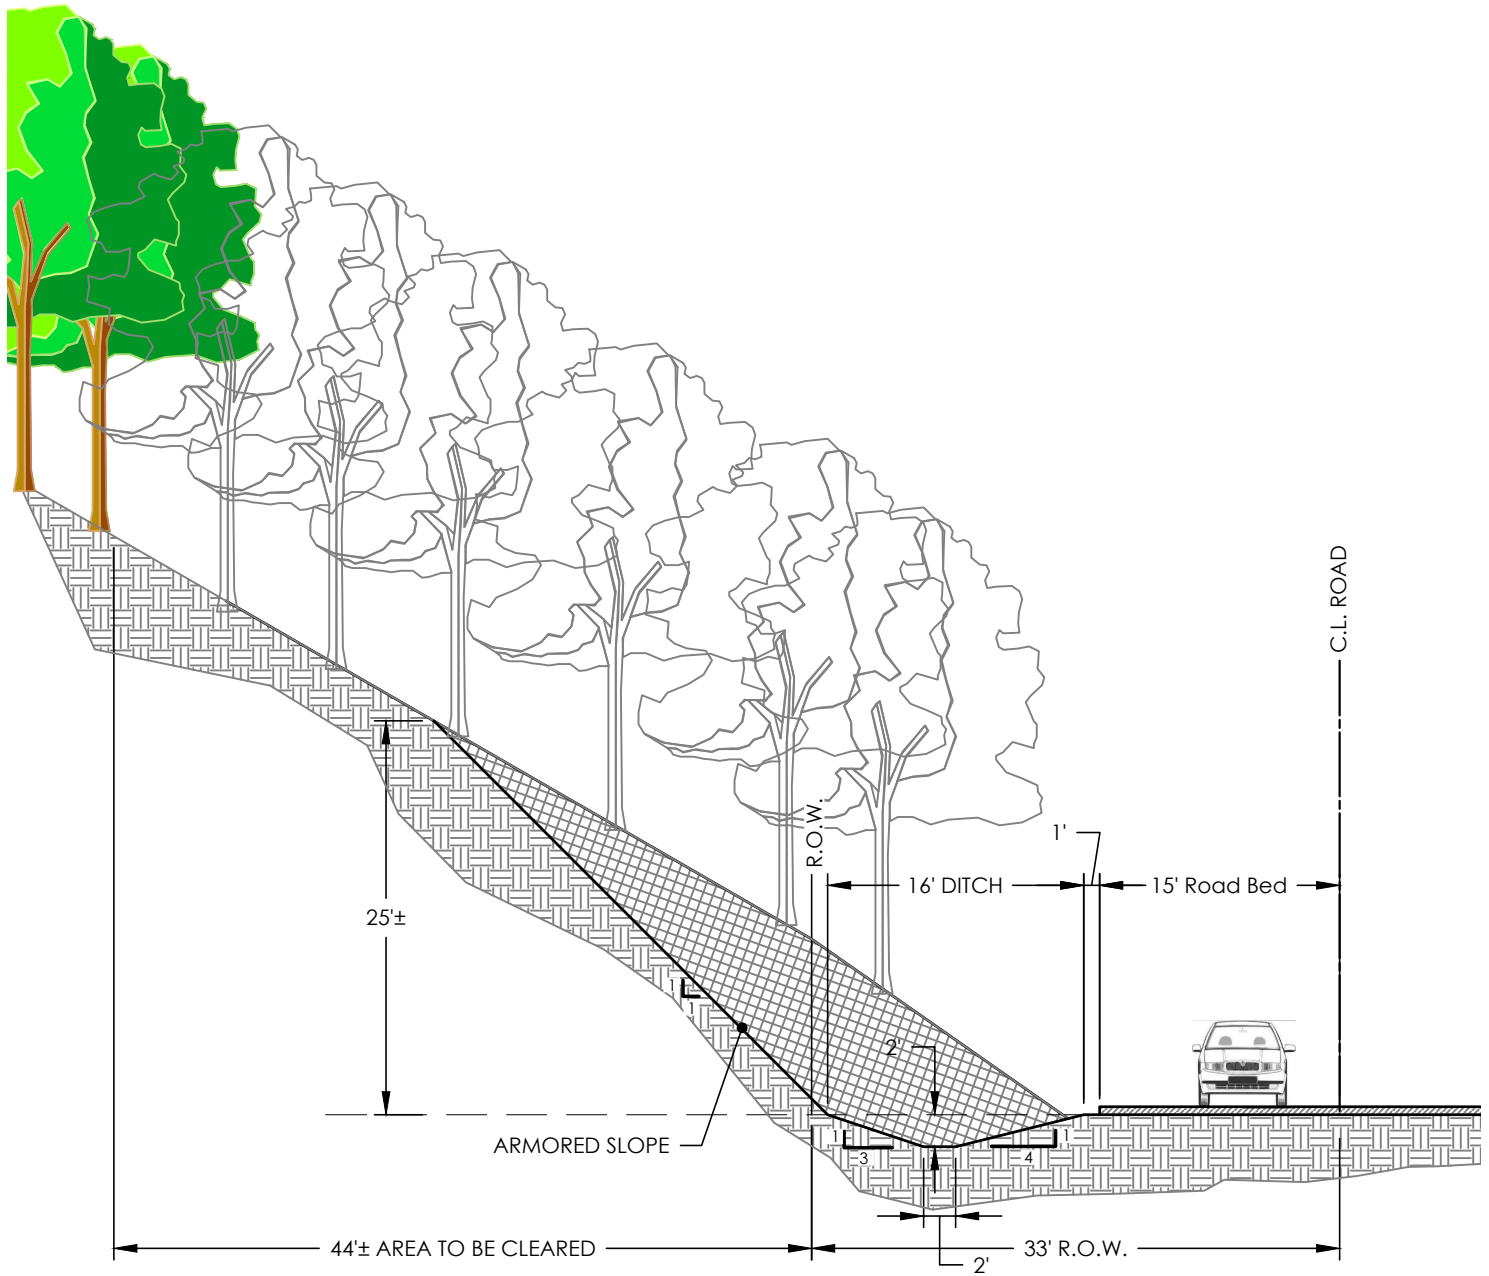 C.L. ROAD
R.O.W.
1'
16' DITCH
15' Road Bed
25'±
1
1
2'
ARMORED SLOPE
1
3
4
1
44'± AREA TO BE CLEARED
33' R.O.W.
2'